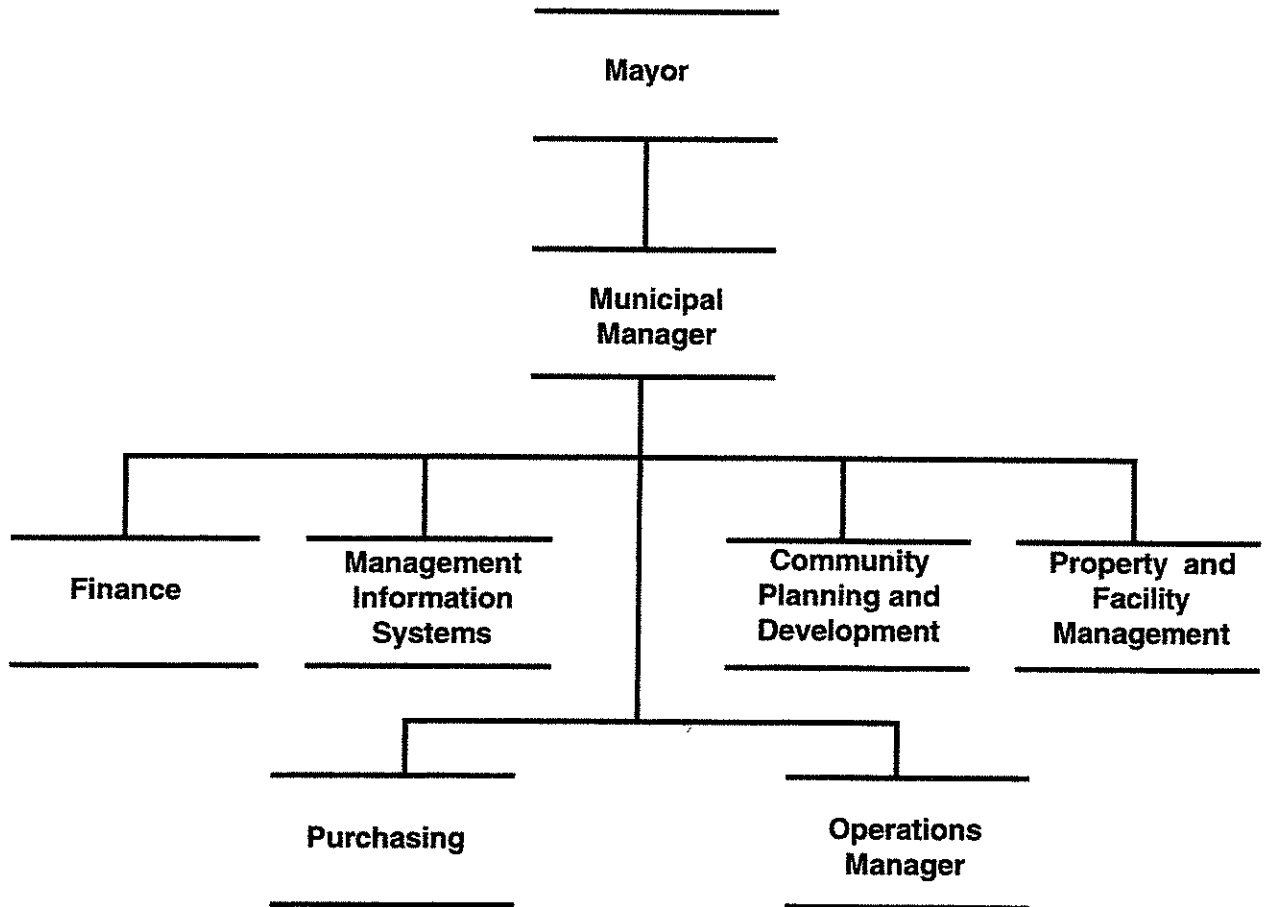 Mayor
Municipal
Manager
Finance
Management
Information
Systems
Community
Planning and
Development
Property and
Facility
Management
Purchasing
Operations
Manager